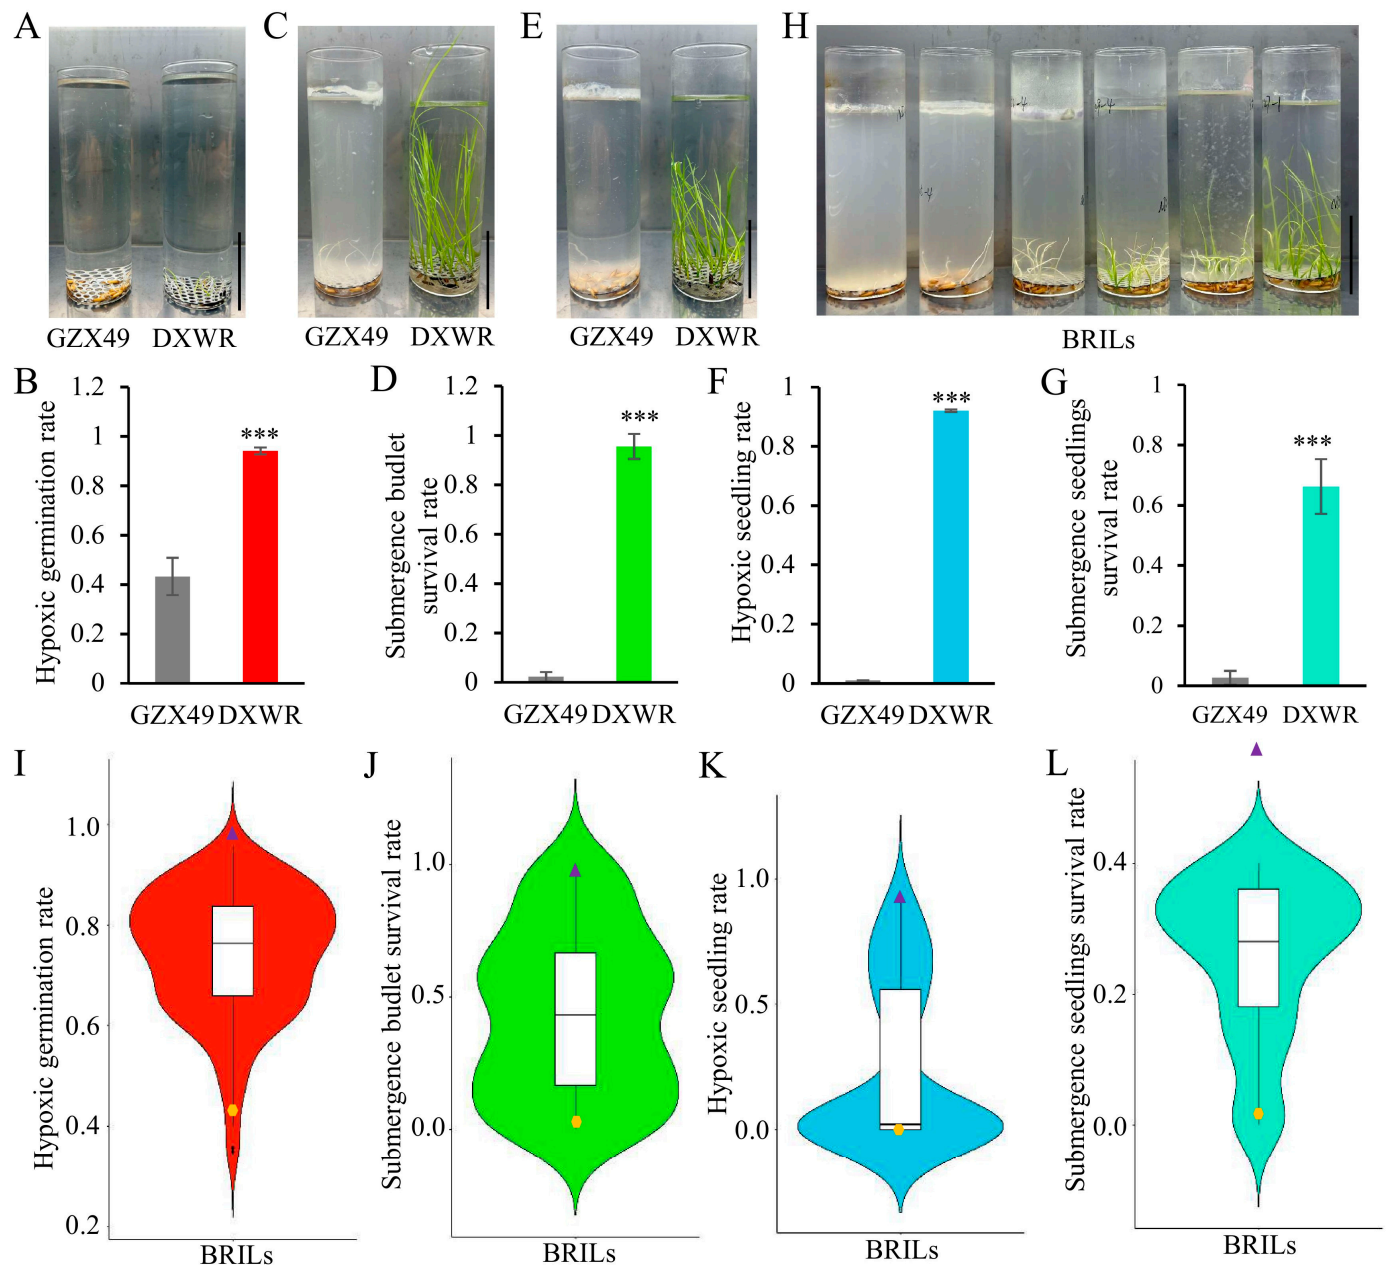 A
C
E
H
GZX49 DXWR
GZX49 DXWR
GZX49 DXWR
BRILs
B
Hypoxic germination rate
1.2
1
0.8
0.6
0.4
0.2
0
***
GZX49 DXWR
D
Submergence budlet
survival rate
1.2
1
0.8
0.6
0.4
0.2
0
***
GZX49 DXWR
F
Hypoxic seedling rate
1
0.8
0.6
0.4
0.2
0
***
GZX49 DXWR
G
Submergence seedlings
survival rate
1
0.8
0.6
0.4
0.2
0
***
GZX49 DXWR
I
Hypoxic germination rate
1.0
0.8
0.6
0.4
0.2
BRILs
J
Submergence budlet survival rate
1.0
0.5
0.0
BRILs
K
Hypoxic seedling rate
1.0
0.5
0.0
BRILs
L
Submergence seedlings survival rate
0.4
0.2
0.0
BRILs